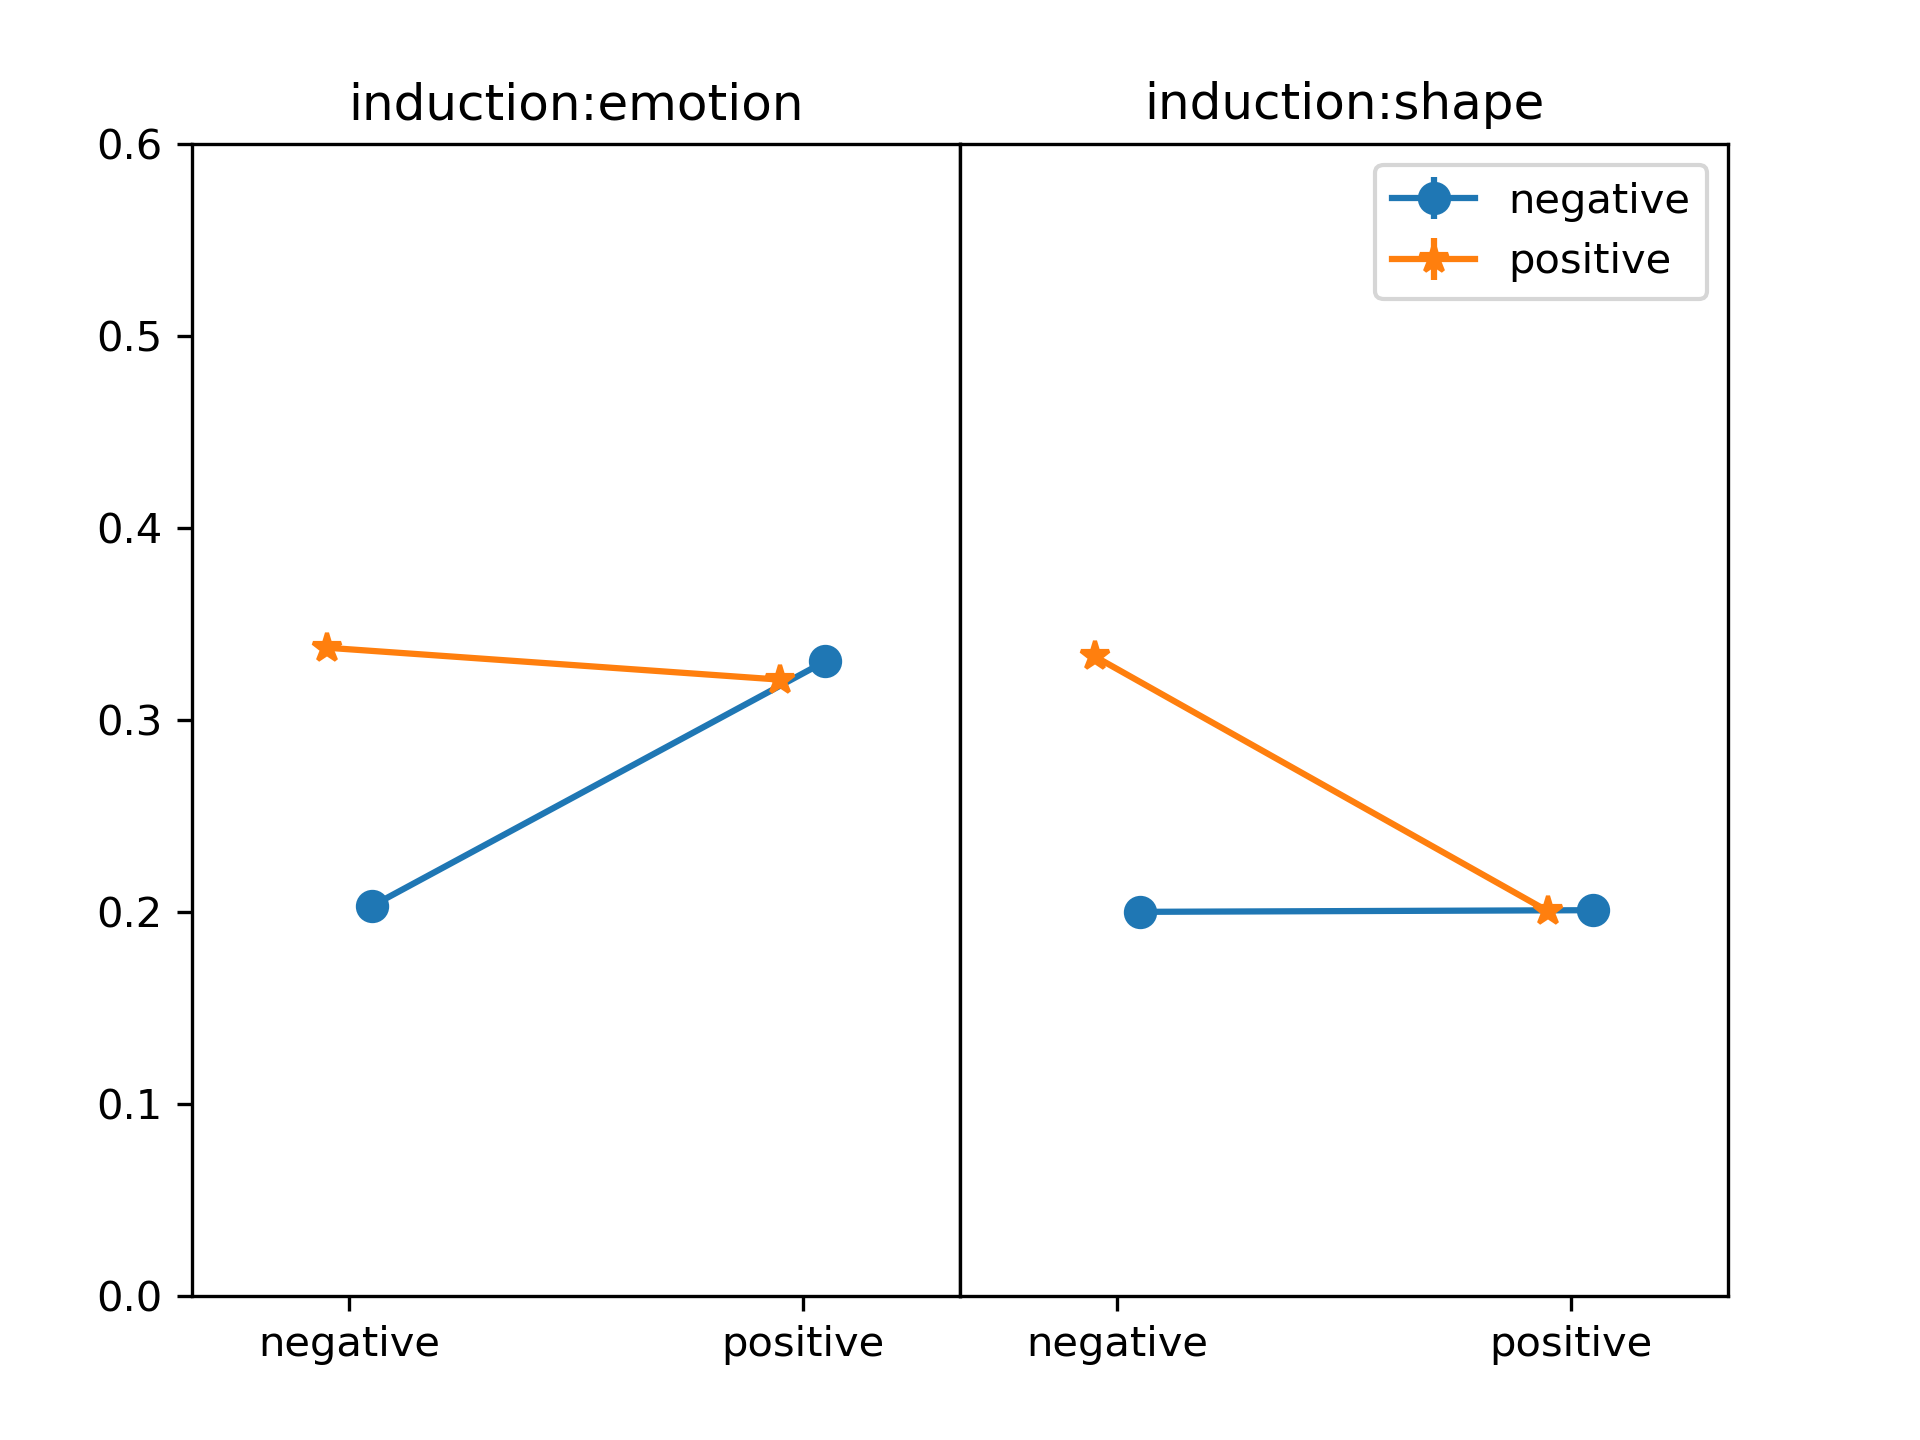 induction:emotion
induction:shape
0.6
0.5
0.4
0.3
0.2
0.1
0.0
negative
positive
negative
positive
negative
positive